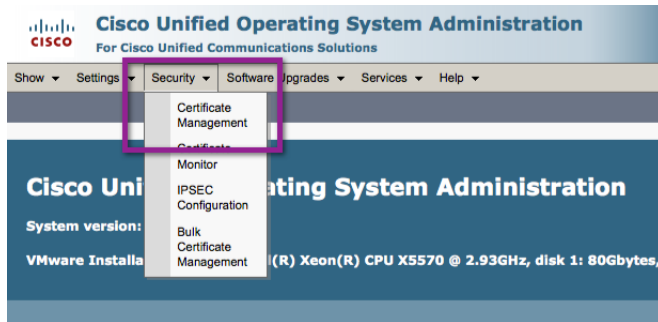 CISCO
Cisco Unified Operating System Administration
For Cisco Unified Communications Solutions
Show Settings Security Software Upgrades Services Help
Certificate
Management
Certificate
Monitor
IPSEC
Configuration
Bulk
Certificate
Management
Cisco Uni ating System Administration
System version:
VMware Installa l(R) Xeon(R) CPU X5570 @ 2.93GHz, disk 1: 80Gbytes,